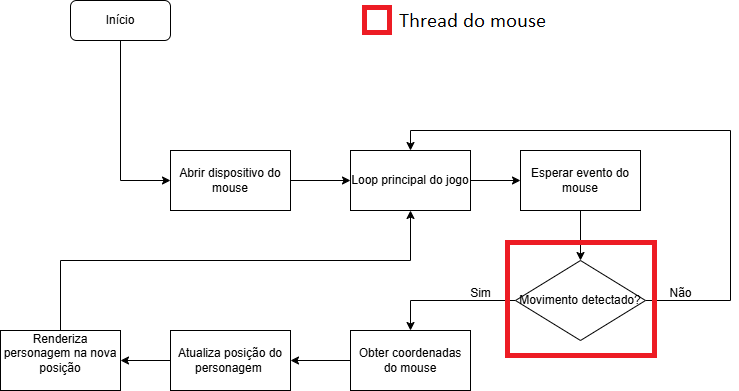 Início
Thread do mouse
Abrir dispositivo do
mouse
Loop principal do jogo
Esperar evento do
mouse
Sim
Movimento detectado?
Não
Renderiza
personagem na nova
posição
Atualiza posição do
personagem
Obter coordenadas
do mouse